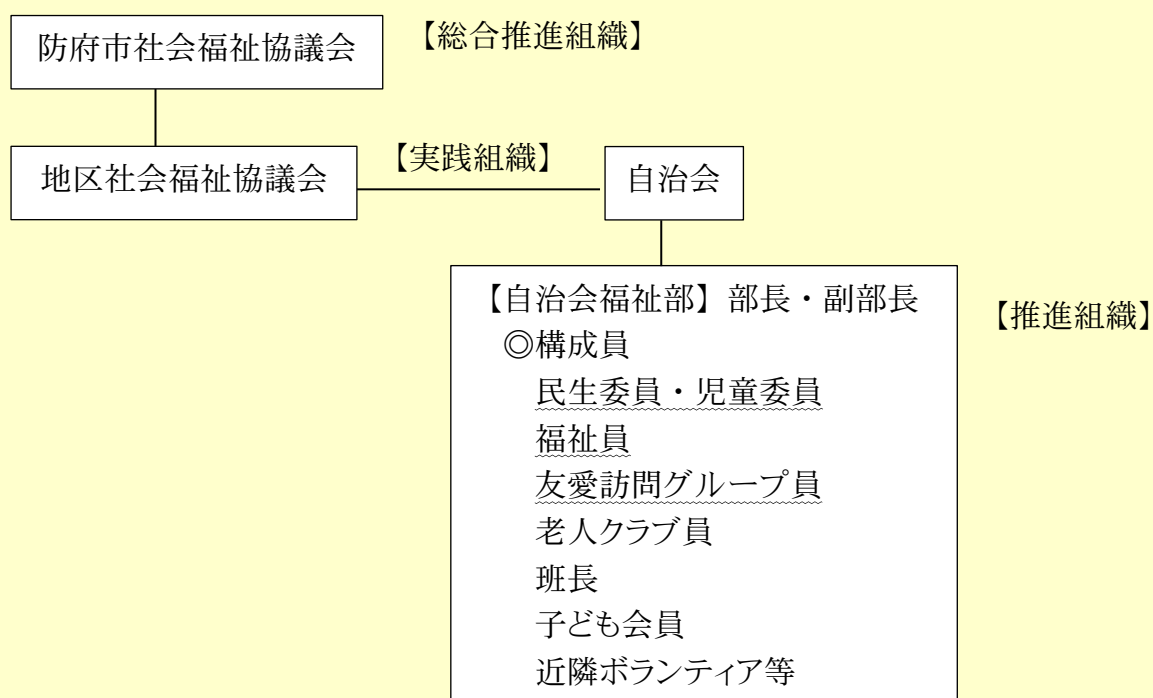 防府市社会福祉協議会
【総合推進組織】
地区社会福祉協議会
【実践組織】
自治会
【自治会福祉部】部長・副部長
【推進組織】
◎構成員
民生委員・児童委員
福祉員
友愛訪問グループ員
老人クラブ員
班長
子ども会員
近隣ボランティア等